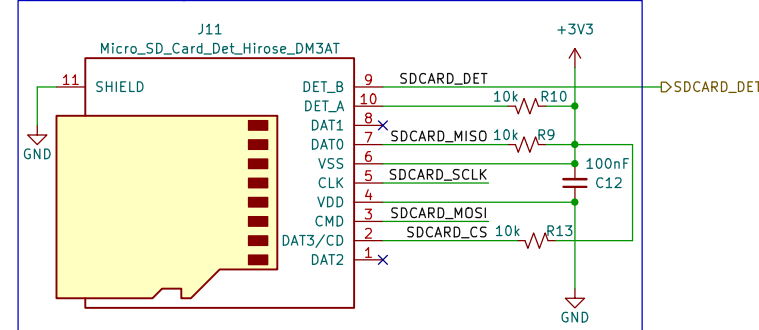 J11
Micro_SD_Card_Det_Hirose_DM3AT
+3V3
11 SHIELD
GND
DET_B 9 SDCARD_DET
SDCARD_DET
DET_A 10 10k R10
DAT1 8
DAT0 7 SDCARD_MISO 10k R9
VSS 6
100nF
C12
CLK 5 SDCARD_SCLK
VDD 4
CMD 3 SDCARD_MOSI
DAT3/CD 2 SDCARD_CS 10k R13
DAT2 1
GND